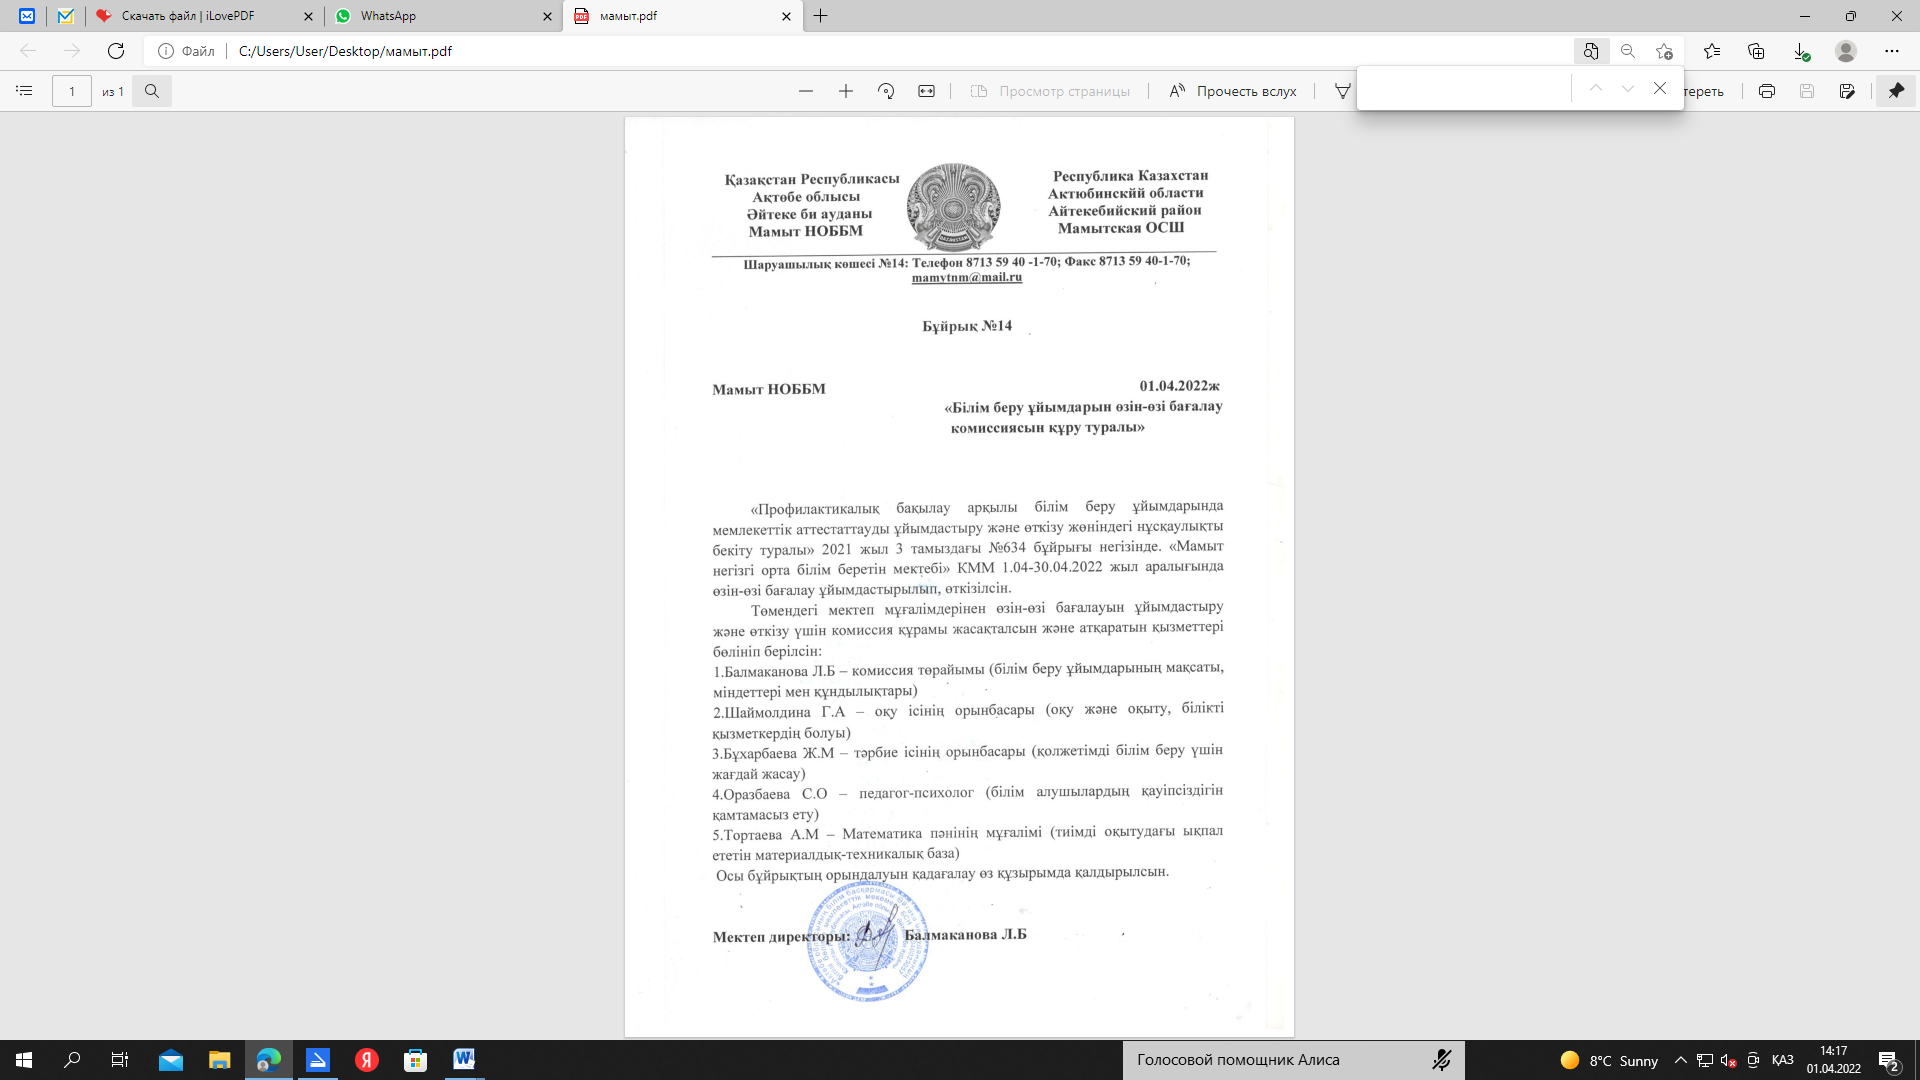 Скачать файл | iLovePDF
WhatsApp
мамыт.pdf
Файл
C:/Users/User/Desktop/мамыт.pdf
1
из 1
Просмотр страницы
Прочесть вслух
тереть
Қазақстан Республикасы
Ақтөбе облысы
Әйтеке би ауданы
Мамыт НОББМ
Республика Казахстан
Актюбинскйй области
Айтекебийский район
Мамытская ОСШ
Шаруашылық көшесі №14: Телефон 8713 59 40 -1-70; Факс 8713 59 40-1-70;
mamytnm@mail.ru
Бұйрық №14
Мамыт НОББМ
01.04.2022ж
«Білім беру ұйымдарын өзін-өзі бағалау
комиссиясын құру туралы»
«Профилактикалық бақылау арқылы білім беру ұйымдарында
мемлекеттік аттестаттауды ұйымдастыру және өткізу жөніндегі нұсқаулықты
бекіту туралы» 2021 жыл 3 тамыздағы №634 бұйрығы негізінде. «Мамыт
негізгі орта білім беретін мектебі» КММ 1.04-30.04.2022 жыл аралығында
өзін-өзі бағалау ұйымдастырылып, өткізілсін.
Төмендегі мектеп мұғалімдерінен өзін-өзі бағалауын ұйымдастыру
және өткізу үшін комиссия құрамы жасақталсын және атқаратын қызметтері
бөлініп берілсін:
1.Балмаканова Л.Б – комиссия төрайымы (білім беру ұйымдарының мақсаты,
міндеттері мен құндылықтары)
2.Шаймолдина Г.А – оқу ісінің орынбасары (оқу және оқыту, білікті
қызметкердің болуы)
3.Бұхарбаева Ж.М – тәрбие ісінің орынбасары (қолжетімді білім беру үшін
жағдай жасау)
4.Оразбаева С.О – педагог-психолог (білім алушылардың қауіпсіздігін
қамтамасыз ету)
5.Тортаева А.М – Математика пәнінің мұғалімі (тиімді оқытудағы ықпал
ететін материалдық-техникалық база)
Осы бұйрықтың орындалуын қадағалау өз құзырымда қалдырылсын.
Мектеп директоры:
Балмаканова Л.Б
Голосовой помощник Алиса
8°C Sunny
ҚАЗ
14:17
01.04.2022
2